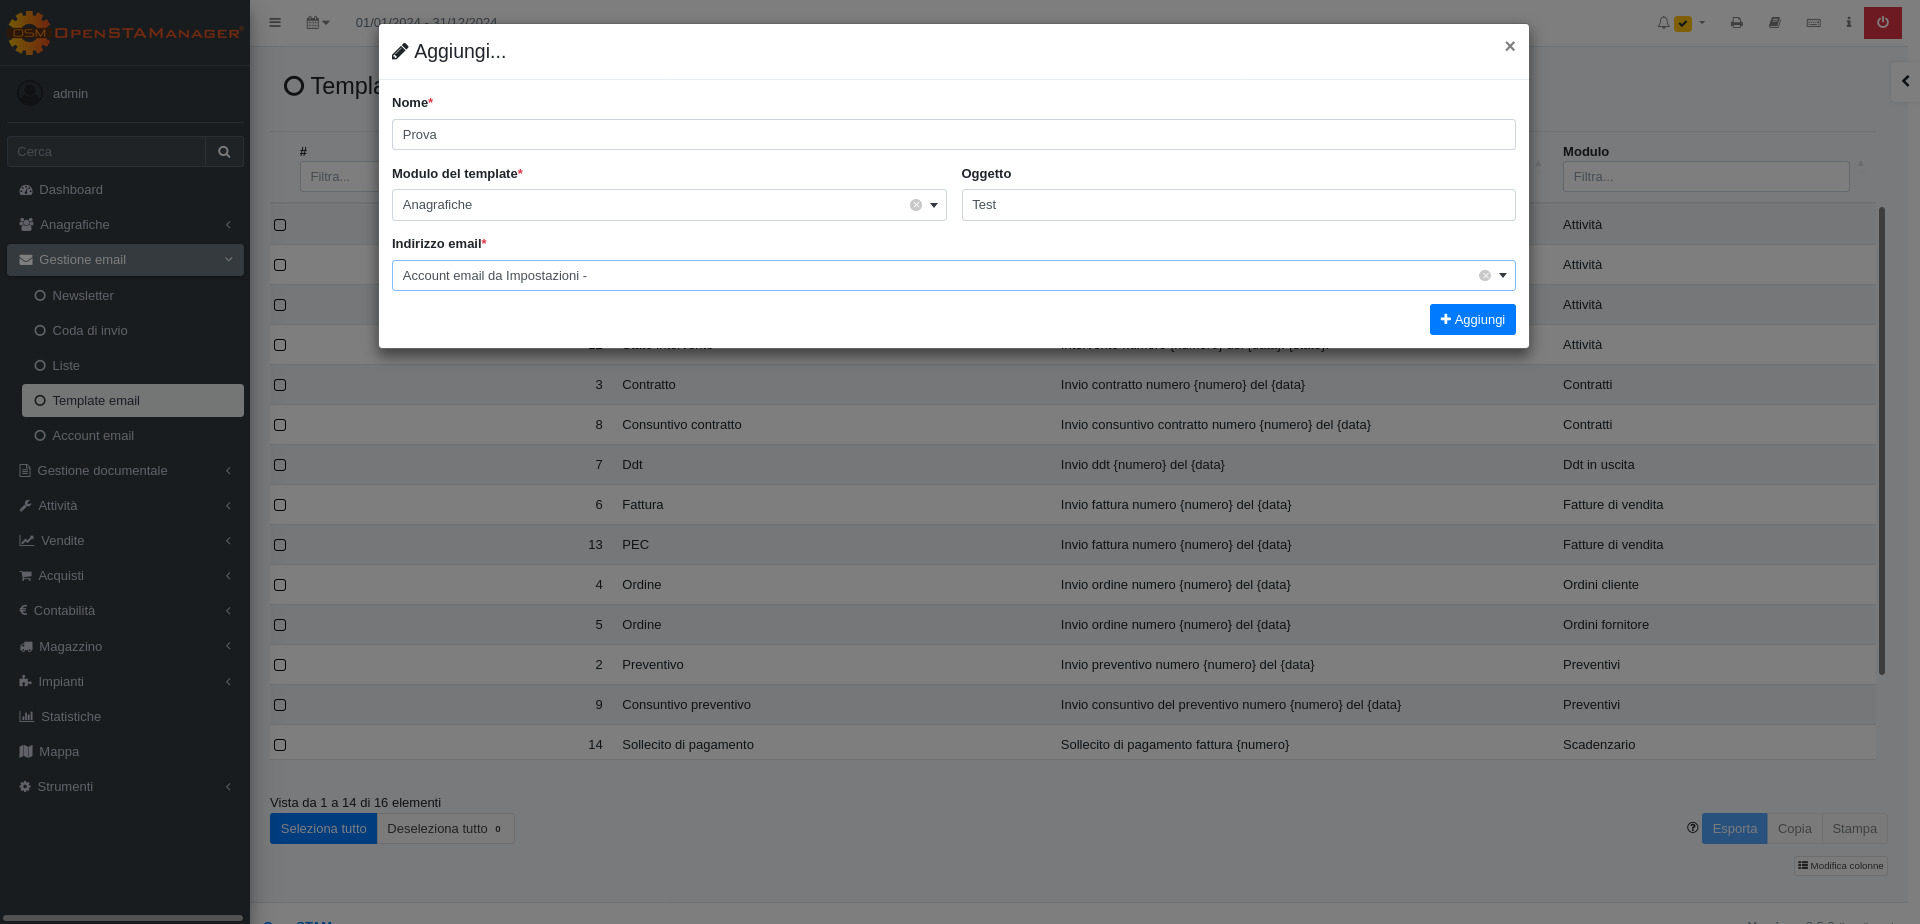 OpenSTAManager
01/01/2024 - 31/12/2024
Aggiungi...
×
admin
Templa
Nome*
Prova
Cerca
#
Modulo
Filtra...
Filtra...
Modulo del template*
Oggetto
Anagrafiche
Test
Indirizzo email*
Account email da Impostazioni -
Aggiungi
Dashboard
Anagrafiche
Gestione email
Newsletter
Coda di invio
Liste
Template email
Account email
Gestione documentale
Attività
Vendite
Acquisti
Contabilità
Magazzino
Impianti
Statistiche
Mappa
Strumenti
Attività
Attività
Attività
Attività
3 Contratto Invio contratto numero {numero} del {data} Contratti
8 Consuntivo contratto Invio consuntivo contratto numero {numero} del {data} Contratti
7 Ddt Invio ddt {numero} del {data} Ddt in uscita
6 Fattura Invio fattura numero {numero} del {data} Fatture di vendita
13 PEC Invio fattura numero {numero} del {data} Fatture di vendita
4 Ordine Invio ordine numero {numero} del {data} Ordini cliente
5 Ordine Invio ordine numero {numero} del {data} Ordini fornitore
2 Preventivo Invio preventivo numero {numero} del {data} Preventivi
9 Consuntivo preventivo Invio consuntivo del preventivo numero {numero} del {data} Preventivi
14 Sollecito di pagamento Sollecito di pagamento fattura {numero} Scadenzario
Vista da 1 a 14 di 16 elementi
Seleziona tutto Deseleziona tutto 0
Esporta Copia Stampa
Modifica colonne